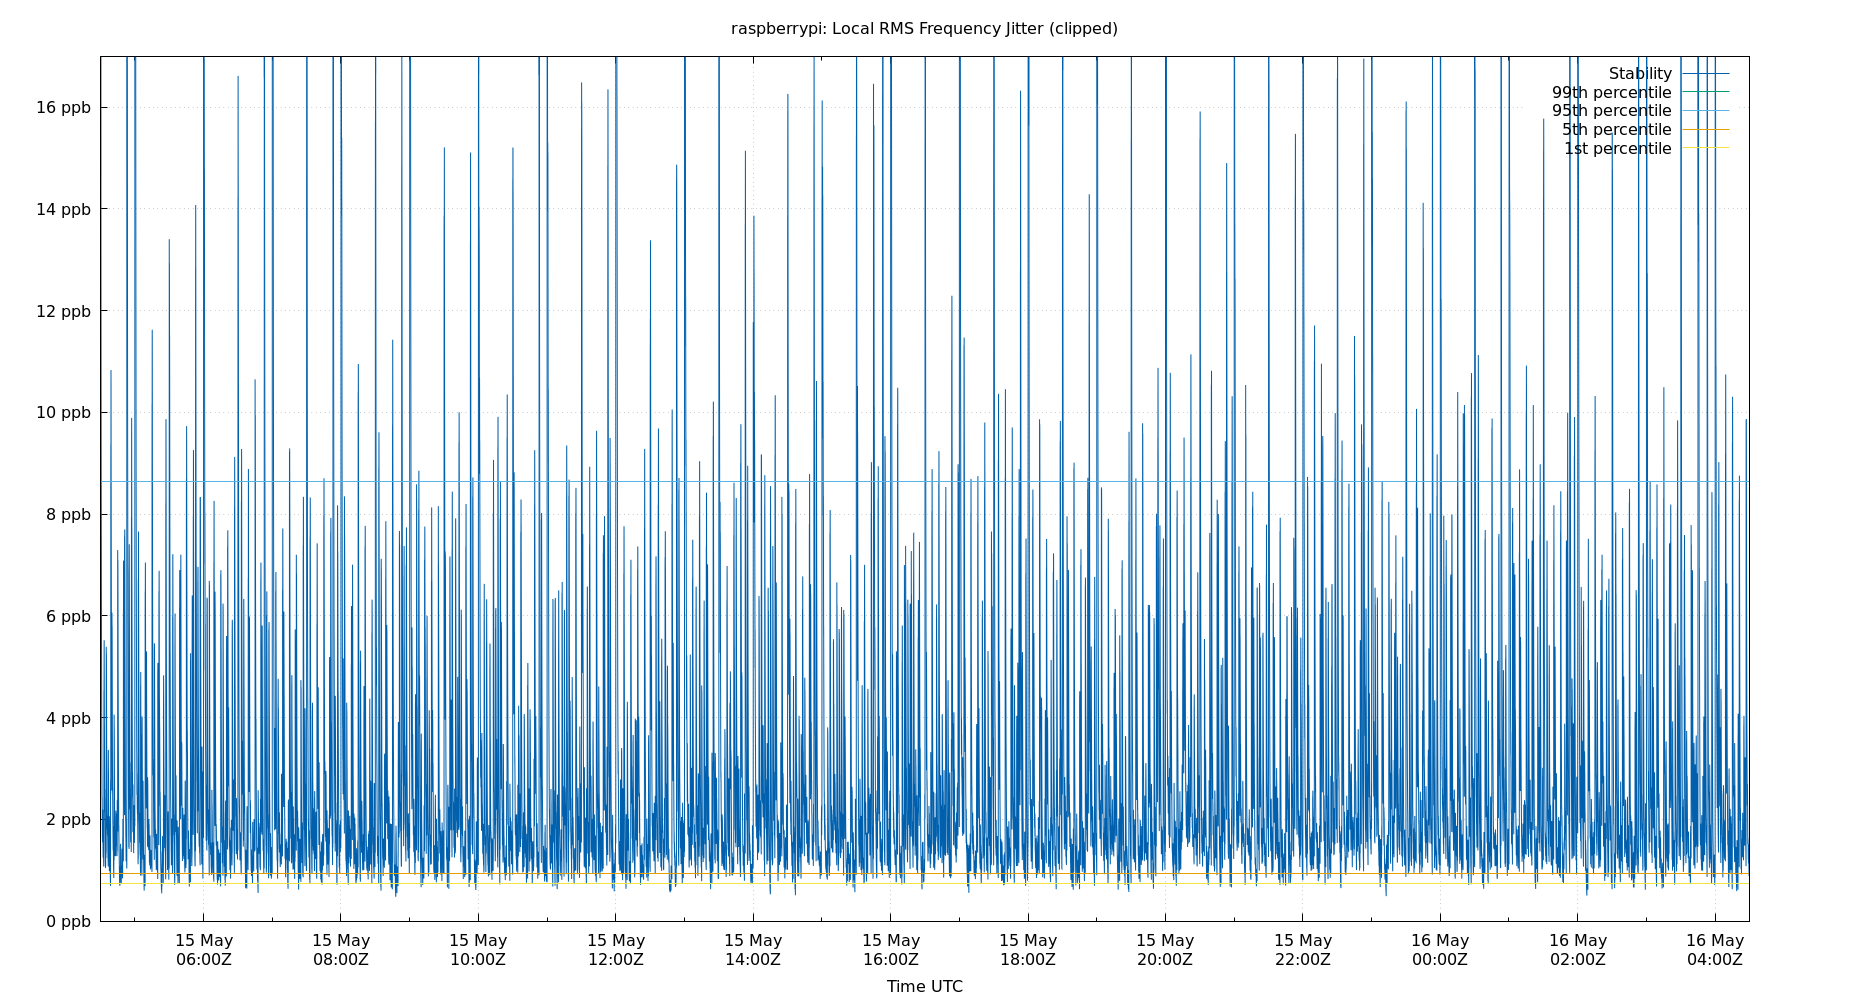 raspberrypi: Local RMS Frequency Jitter (clipped)
Stability
99th percentile
95th percentile
5th percentile
1st percentile
16 ppb
14 ppb
12 ppb
10 ppb
8 ppb
6 ppb
4 ppb
2 ppb
0 ppb
15 May 15 May 15 May 15 May 15 May 15 May 15 May 15 May 15 May 16 May 16 May 16 May
06:00Z 08:00Z 10:00Z 12:00Z 14:00Z 16:00Z 18:00Z 20:00Z 22:00Z 00:00Z 02:00Z 04:00Z
Time UTC